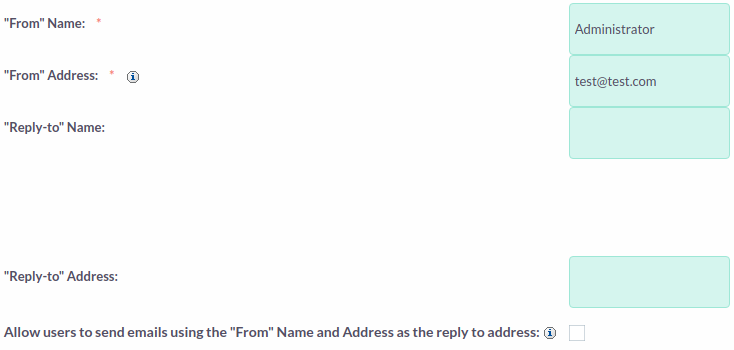 "From" Name: *
Administrator
"From" Address: *
test@test.com
"Reply-to" Name:
"Reply-to" Address:
Allow users to send emails using the "From" Name and Address as the reply to address: